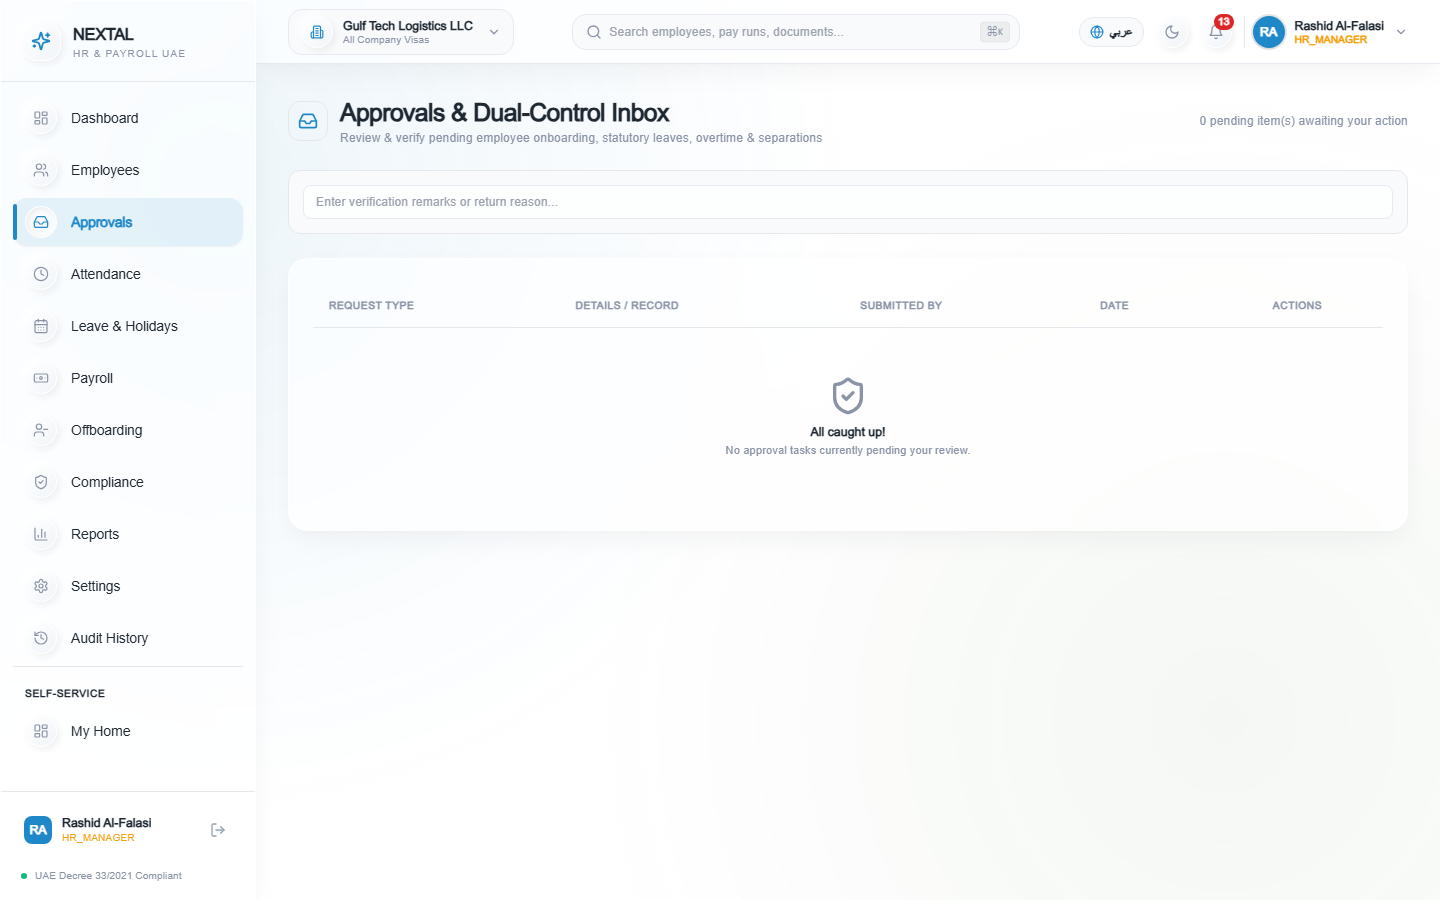 NEXTAL
HR & PAYROLL UAE
Gulf Tech Logistics LLC
All Company Visas
Search employees, pay runs, documents...
⌘K
عربي
13
RA
Rashid Al-Falasi
HR_MANAGER
Dashboard
Employees
Approvals
Attendance
Leave & Holidays
Payroll
Offboarding
Compliance
Reports
Settings
Audit History
SELF-SERVICE
My Home
RA
Rashid Al-Falasi
HR_MANAGER
UAE Decree 33/2021 Compliant
Approvals & Dual-Control Inbox
Review & verify pending employee onboarding, statutory leaves, overtime & separations
0 pending item(s) awaiting your action
Enter verification remarks or return reason...
REQUEST TYPE DETAILS / RECORD SUBMITTED BY DATE ACTIONS
All caught up!
No approval tasks currently pending your review.